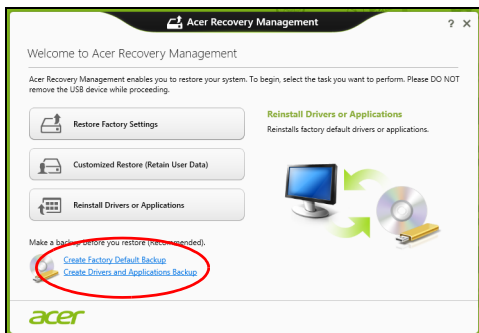 Acer Recovery Management
? ×
Welcome to Acer Recovery Management
Acer Recovery Management enables you to restore your system. To begin, select the task you want to perform. Please DO NOT
remove the USB device while proceeding.
Restore Factory Settings
Customized Restore (Retain User Data)
Reinstall Drivers or Applications
Reinstall Drivers or Applications
Reinstalls factory default drivers or applications.
Make a backup before you restore (Recommended).
Create Factory Default Backup
Create Drivers and Applications Backup
acer